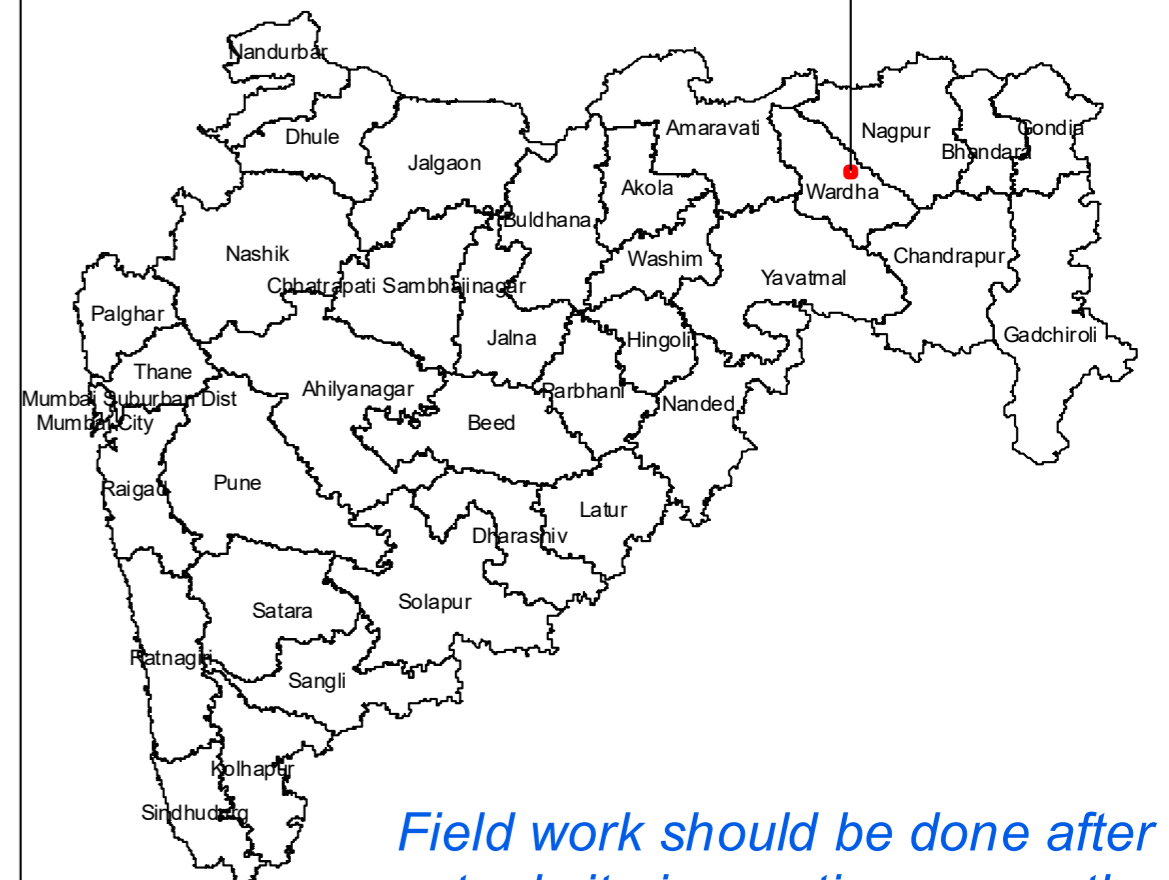 Nandurbar
Dhule
Jalgaon
Amaravati
Nagpur
Gondia
Bhandara
Akola
Wardha
Buldhana
Nashik
Washim
Chandrapur
Chhatrapati Sambhajinagar
Yavatmal
Palghar
Jalna
Hingoli
Gadchiroli
Thane
Ahilyanagar
Parbhani
Mumbai Suburban Dist
Nanded
Mumbai City
Beed
Raigad
Pune
Latur
Dharashiv
Satara
Solapur
Ratnagiri
Sangli
Kolhapur
Sindhudurg
Field work should be done after